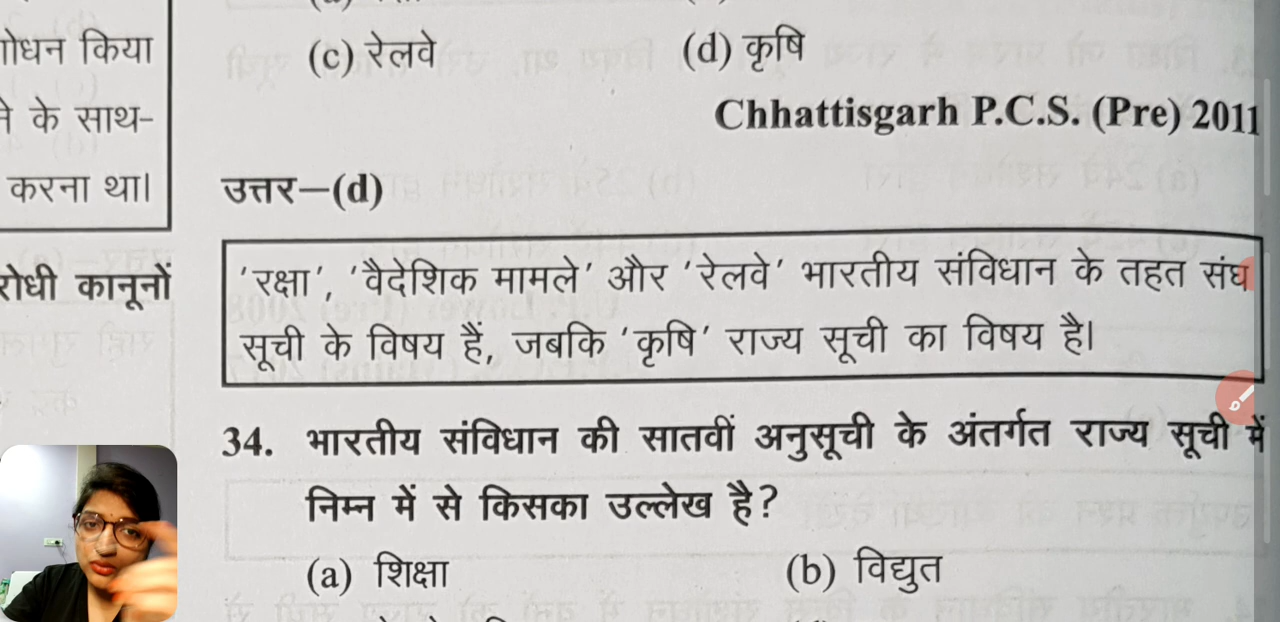 गोधन किया
ने के साथ-
करना था।
रोधी कानूनों
(c) रेलवे (d) कृषि
Chhattisgarh P.C.S. (Pre) 2011
उत्तर—(d)
'रक्षा', 'वैदेशिक मामले' और 'रेलवे' भारतीय संविधान के तहत संघ
सूची के विषय हैं, जबकि 'कृषि' राज्य सूची का विषय है।
34. भारतीय संविधान की सातवीं अनुसूची के अंतर्गत राज्य सूची में
निम्न में से किसका उल्लेख है?
(a) शिक्षा (b) विद्युत